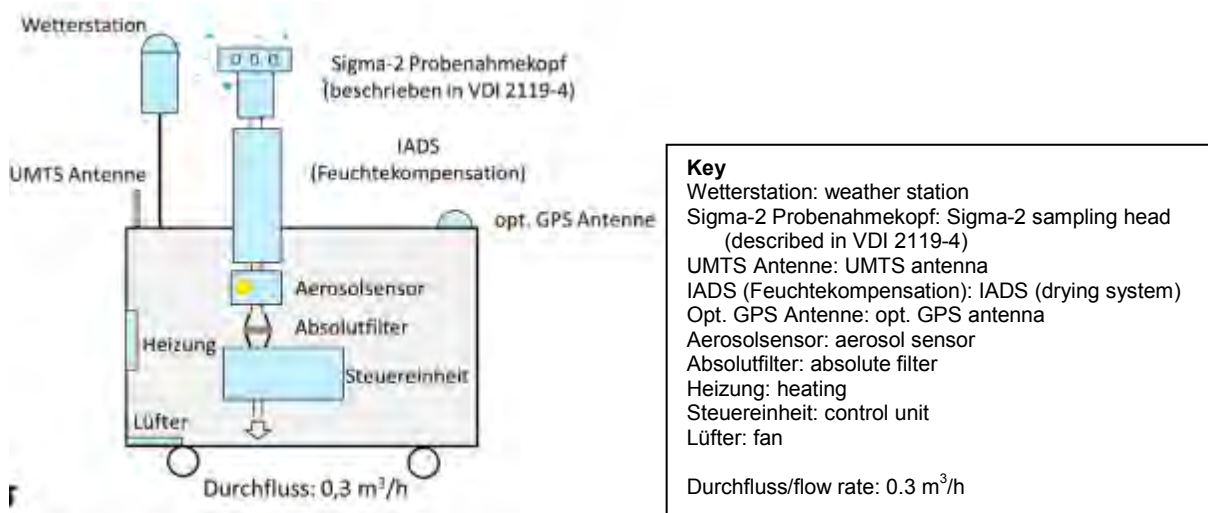 Wetterstation
Sigma-2 Probenahmekopf
(beschrieben in VDI 2119-4)
IADS
(Feuchtekompensation)
UMTS Antenne
opt. GPS Antenne
Aerosolsensor
Absolutfilter
Heizung
Steuereinheit
Lüfter
Durchfluss: 0,3 m³/h
Key
Wetterstation: weather station
Sigma-2 Probenahmekopf: Sigma-2 sampling head
(described in VDI 2119-4)
UMTS Antenne: UMTS antenna
IADS (Feuchtekompensation): IADS (drying system)
Opt. GPS Antenne: opt. GPS antenna
Aerosolsensor: aerosol sensor
Absolutfilter: absolute filter
Heizung: heating
Steuereinheit: control unit
Lüfter: fan
Durchfluss/flow rate: 0.3 m³/h